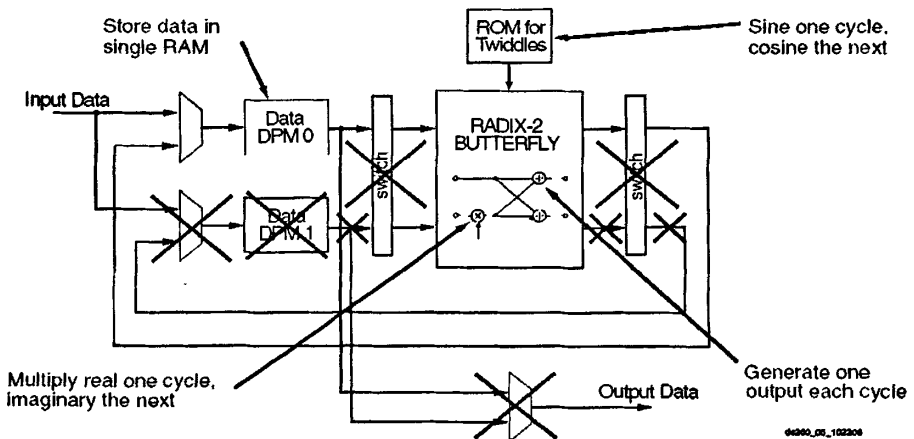 Store data in
single RAM
ROM for
Twiddles
Sine one cycle,
cosine the next
Input Data
Data
DPM 0
switch
RADIX-2
BUTTERFLY
switch
Data
DPM 1
Multiply real one cycle,
imaginary the next
Output Data
Generate one
output each cycle
ds260_05_102306